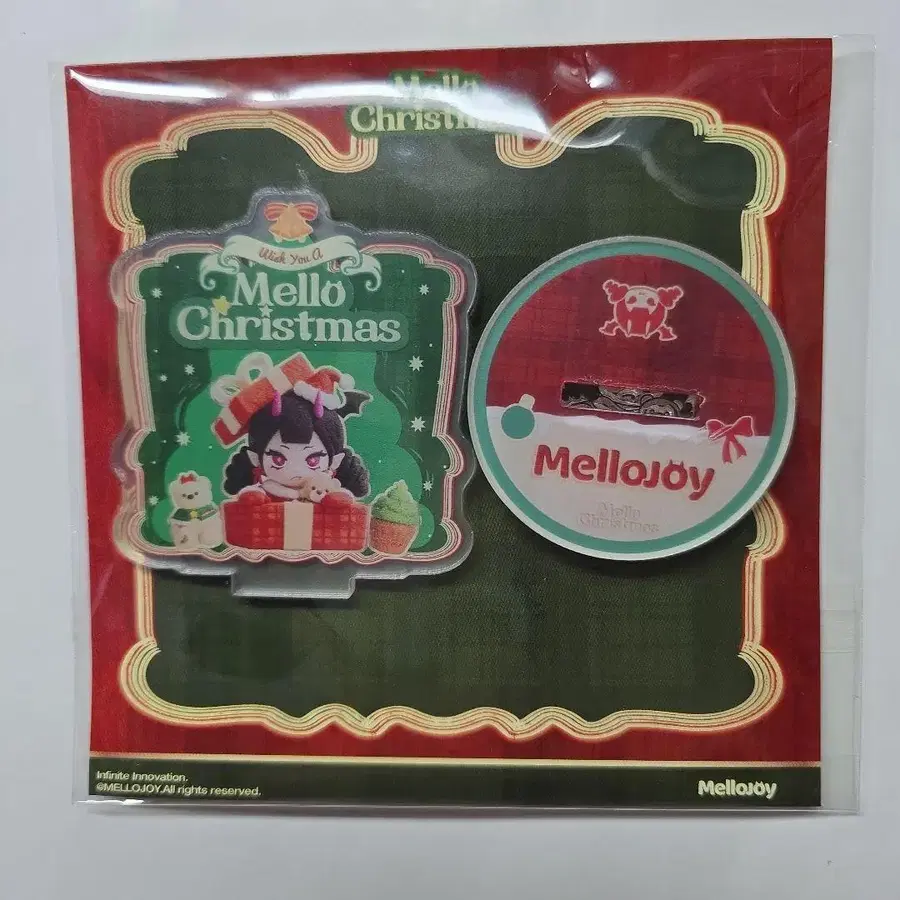 Mello
Christmas
Wish You A
Mello
Christmas
MelloJOY
Mello
Christmas
Infinite Innovation.
©MELLOJOY.All rights reserved.
MelloJOY